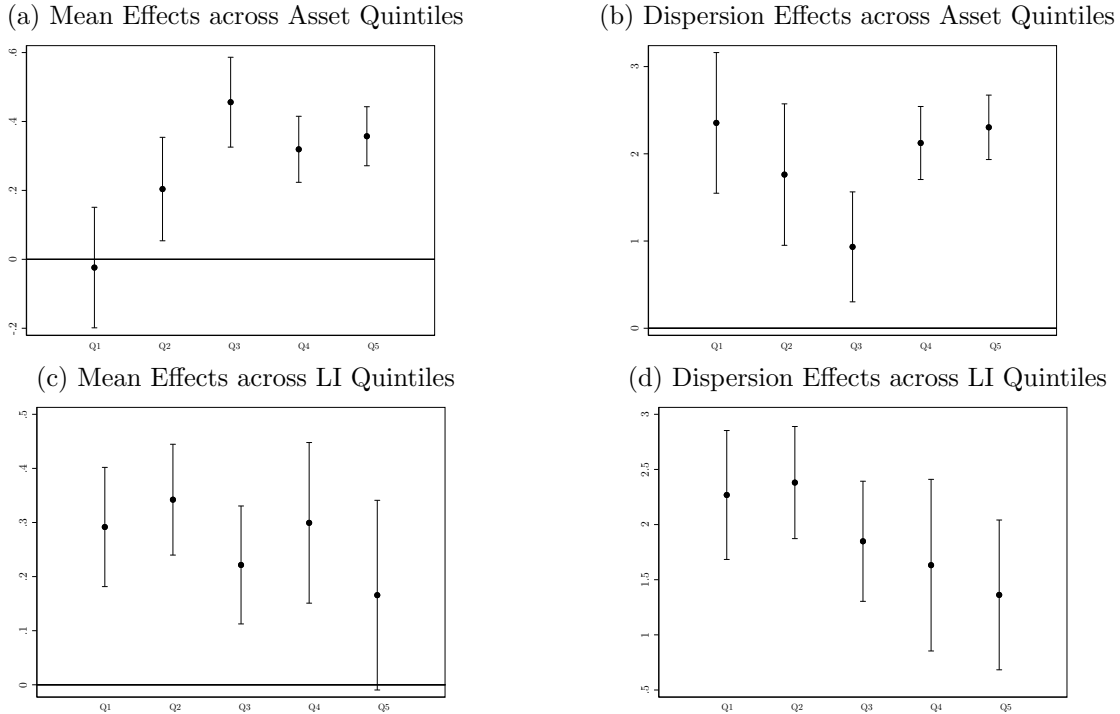 (a) Mean Effects across Asset Quintiles
.6
.4
.2
0
-.2
Q1 Q2 Q3 Q4 Q5
(b) Dispersion Effects across Asset Quintiles
3
2
1
0
Q1 Q2 Q3 Q4 Q5
(c) Mean Effects across LI Quintiles
.5
.4
.3
.2
.1
0
Q1 Q2 Q3 Q4 Q5
(d) Dispersion Effects across LI Quintiles
3
2.5
2
1.5
1
.5
Q1 Q2 Q3 Q4 Q5